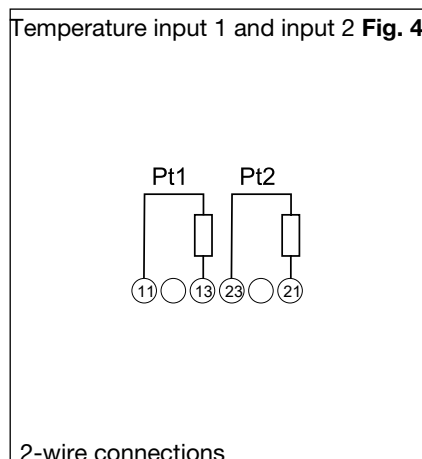 Temperature input 1 and input 2 Fig. 4
Pt1 Pt2
11 13 23 21
2-wire connections